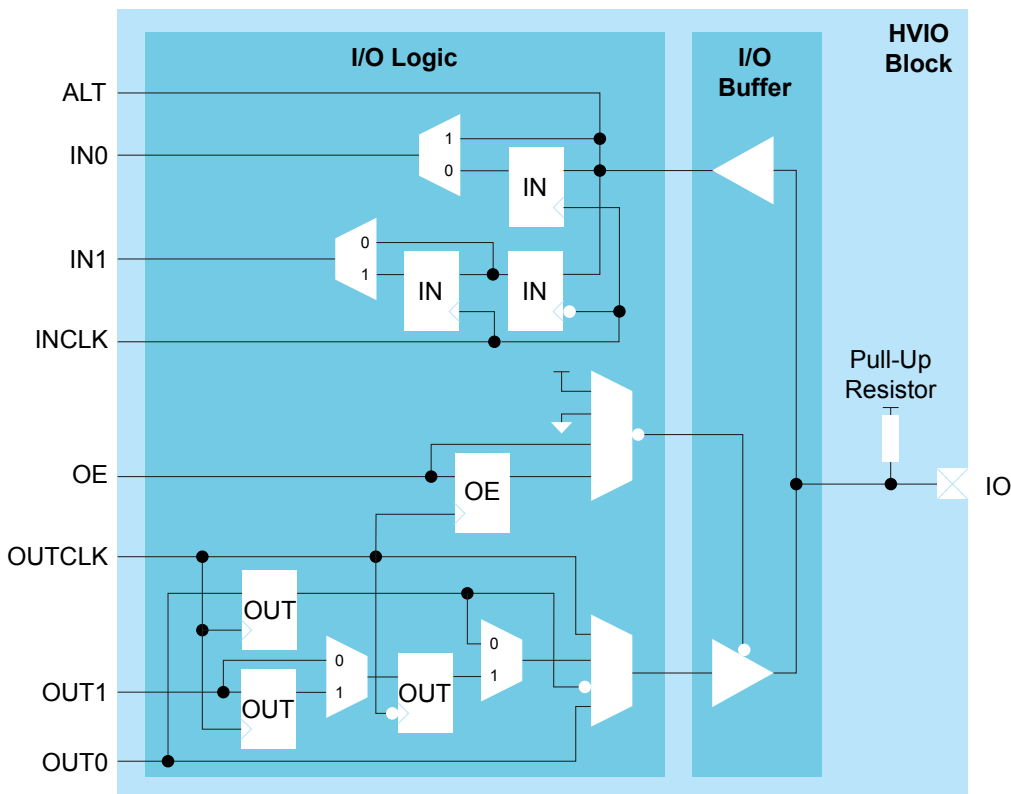 HVIO
Block
I/O Logic
I/O
Buffer
ALT
1
IN0
0
IN
0
IN1
1
IN
IN
INCLK
Pull-Up
Resistor
OE
OE
IO
OUTCLK
OUT
0
0
1
OUT1
1
OUT
OUT
OUT0